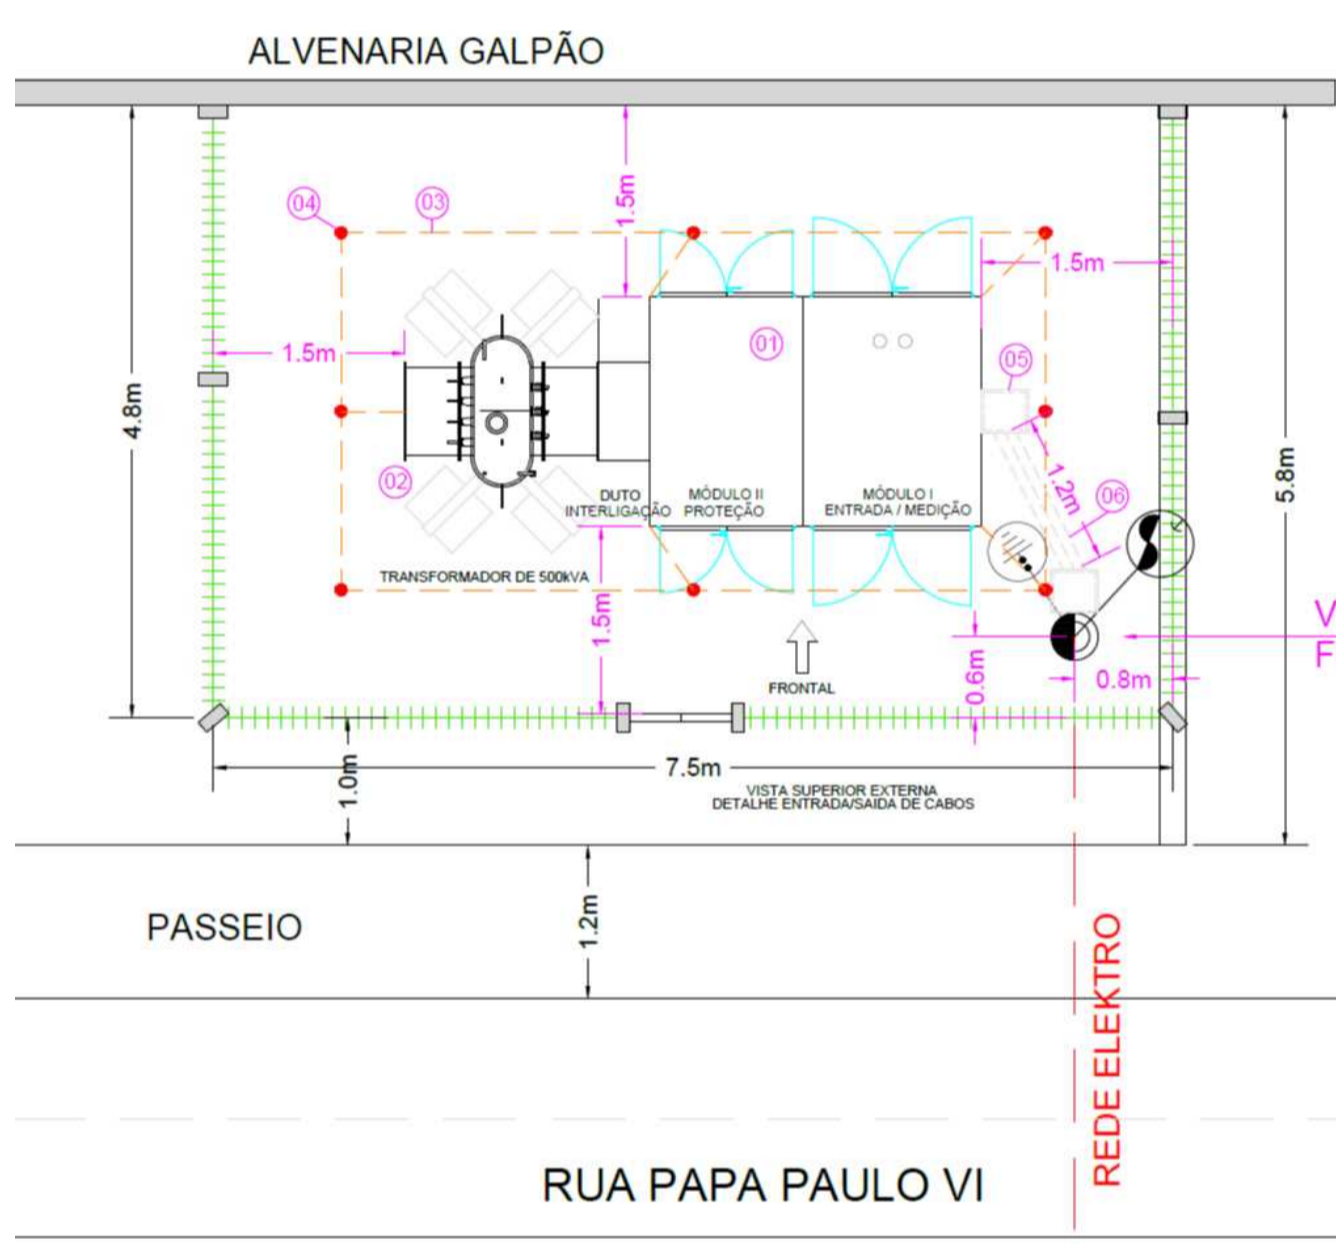 ALVENARIA GALPÃO
04
03
1.5m
1.5m
1.5m
01
05
4.8m
5.8m
02
1.2m
06
DUTO
INTERLIGAÇÃO
MÓDULO II
PROTEÇÃO
MÓDULO I
ENTRADA / MEDIÇÃO
TRANSFORMADOR DE 500kVA
1.5m
V
F
0.6m
0.8m
FRONTAL
7.5m
1.0m
VISTA SUPERIOR EXTERNA
DETALHE ENTRADA/SAIDA DE CABOS
PASSEIO
1.2m
REDE ELEKTRO
RUA PAPA PAULO VI